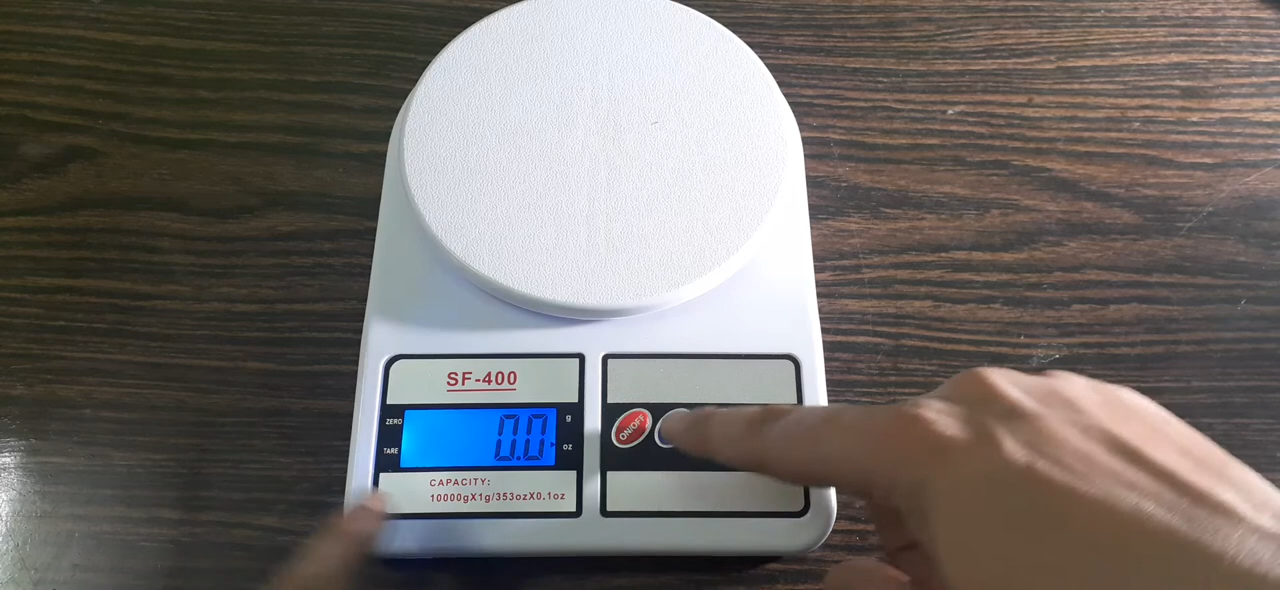 SF-400
ZERO
g
0.0
TARE
oz
ON/OFF
CAPACITY:
10000gX1g/353ozX0.1oz